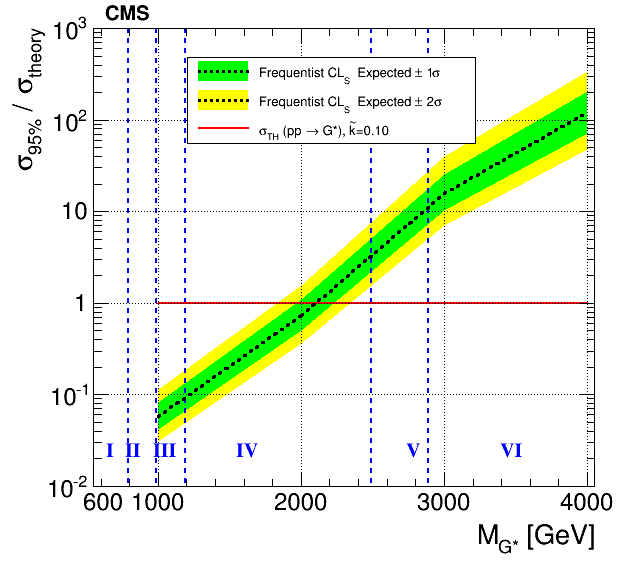 CMS
σ95% / σtheory
10³
10²
10
1
10⁻¹
10⁻²
Frequentist CLS Expected ± 1σ
Frequentist CLS Expected ± 2σ
σTH (pp → G*), k̃=0.10
I II III IV V VI
600 1000 2000 3000 4000
MG* [GeV]